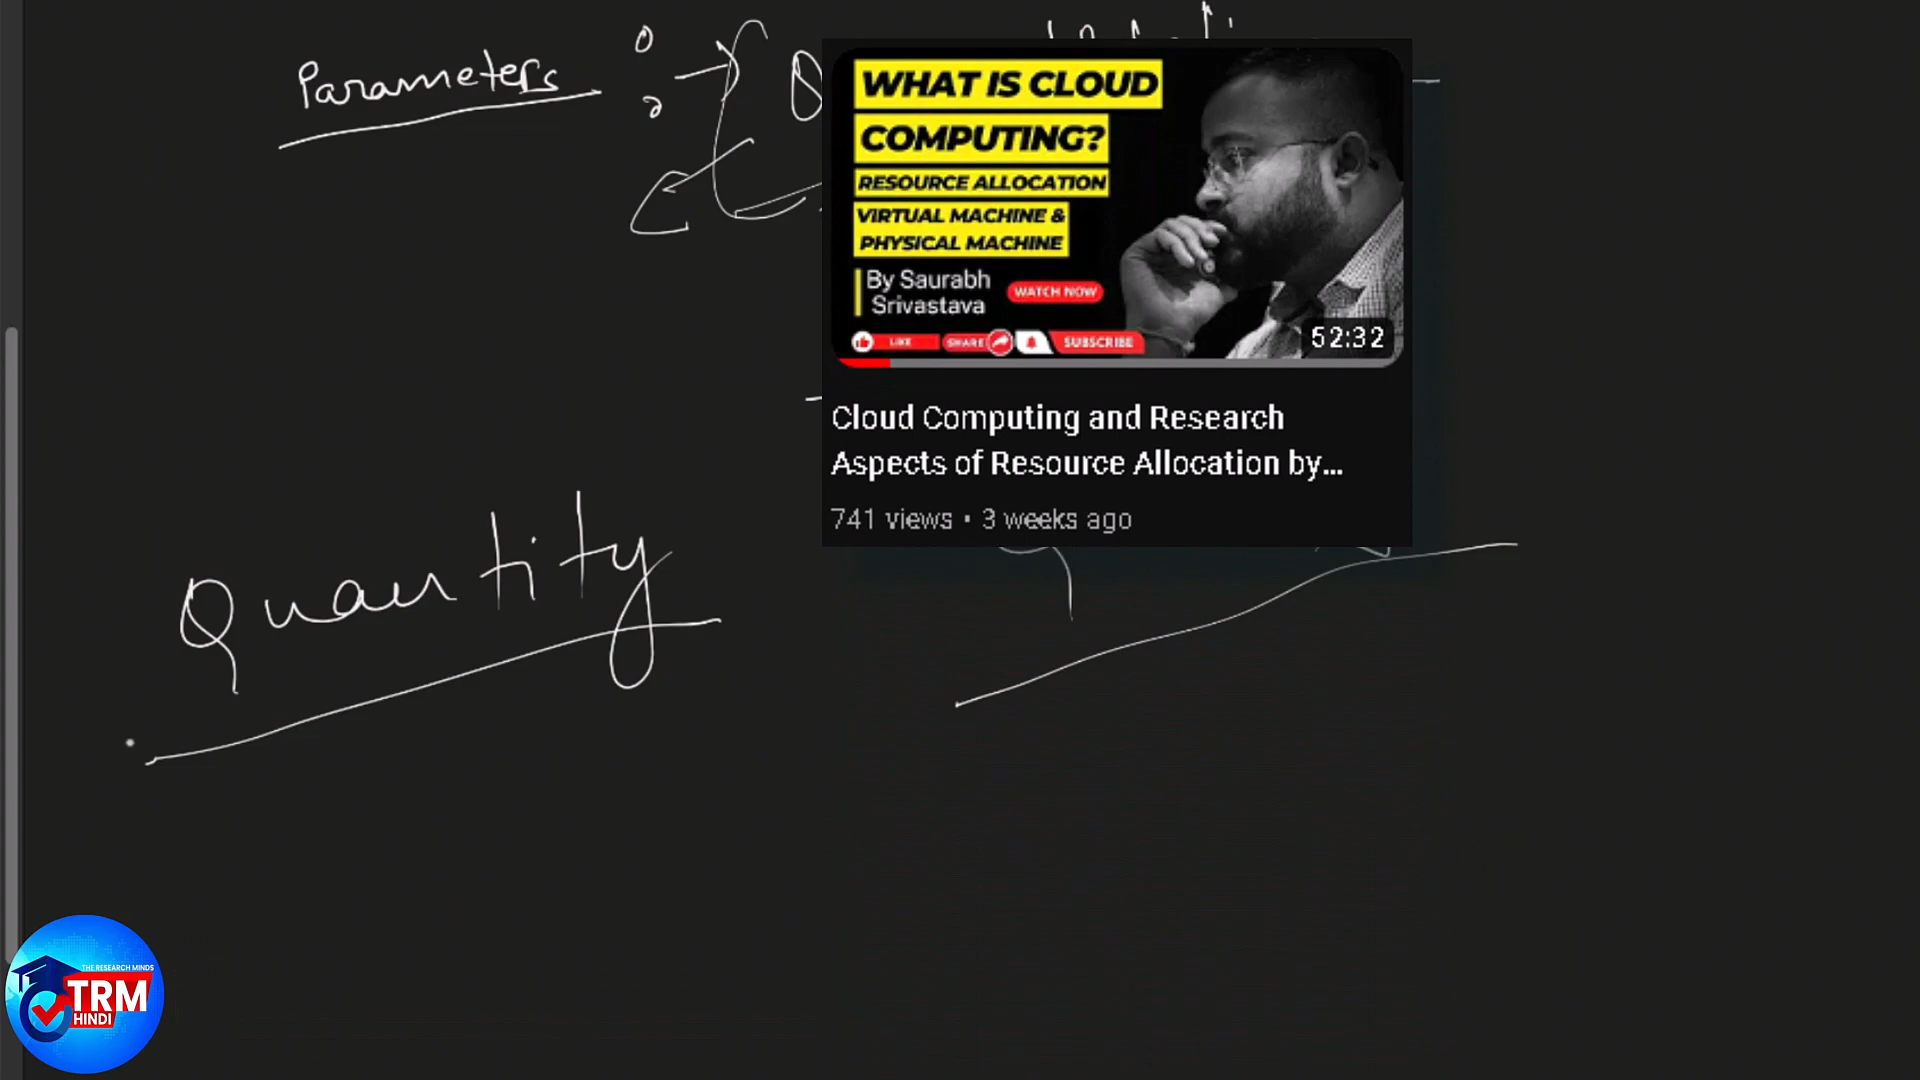 Parameters
WHAT IS CLOUD
COMPUTING?
RESOURCE ALLOCATION
VIRTUAL MACHINE &
PHYSICAL MACHINE
By Saurabh
Srivastava
WATCH NOW
LIKE
SHARE
SUBSCRIBE
52:32
Cloud Computing and Research
Aspects of Resource Allocation by...
741 views • 3 weeks ago
Quantity
THE RESEARCH MINDS
TRM
HINDI